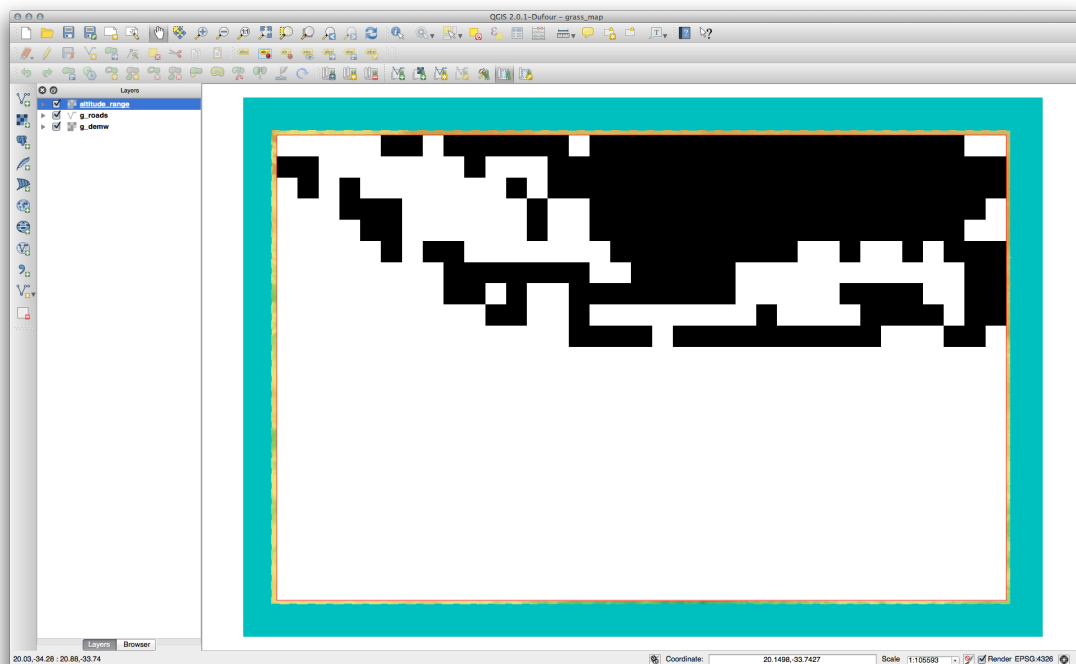 QGIS 2.0.1-Dufour - grass_map
Layers
altitude_range
g_roads
g_demw
Layers Browser
20.03,-34.28 : 20.88,-33.74
Coordinate: 20.1498,-33.7427
Scale 1:105593
Render EPSG:4326